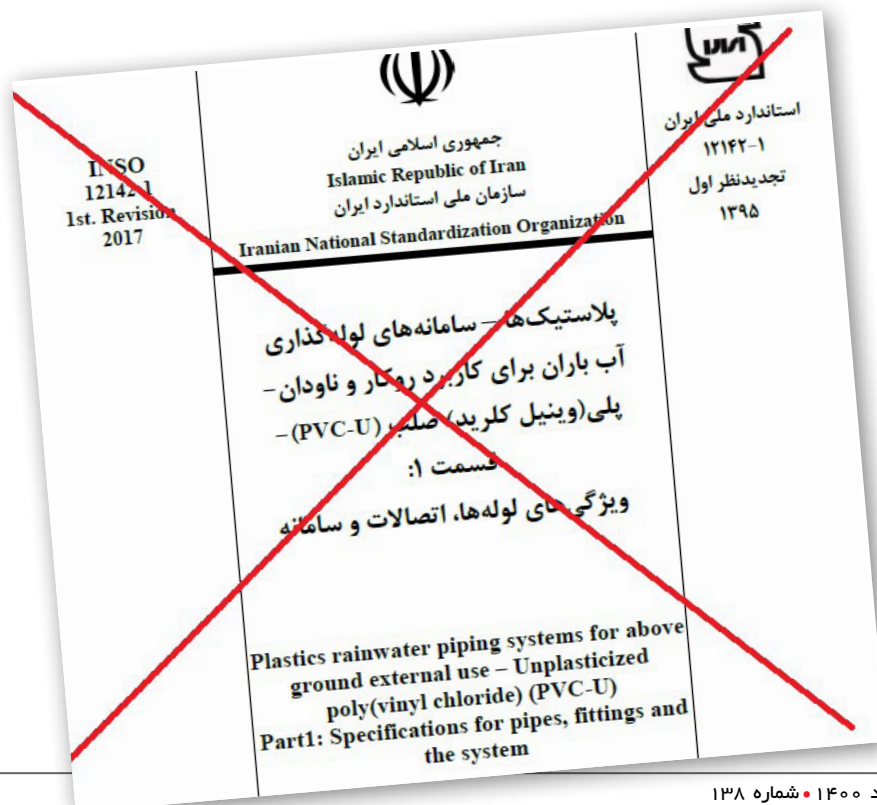 استاندارد ملی ایران
۱۲۱۴۲-۱
تجدیدنظر اول
۱۳۹۵
جمهوری اسلامی ایران
Islamic Republic of Iran
سازمان ملی استاندارد ایران
Iranian National Standardization Organization
INSO
12142-1
1st. Revision
2017
پلاستیک‌ها – سامانه‌های لوله‌گذاری
آب باران برای کاربرد روکار و ناودان –
پلی(وینیل کلرید) صلب (PVC-U) –
قسمت ۱:
ویژگی‌های لوله‌ها، اتصالات و سامانه
Plastics rainwater piping systems for above
ground external use – Unplasticized
poly(vinyl chloride) (PVC-U)
Part1: Specifications for pipes, fittings and
the system
۱۴۰۰ • شماره ۱۳۸